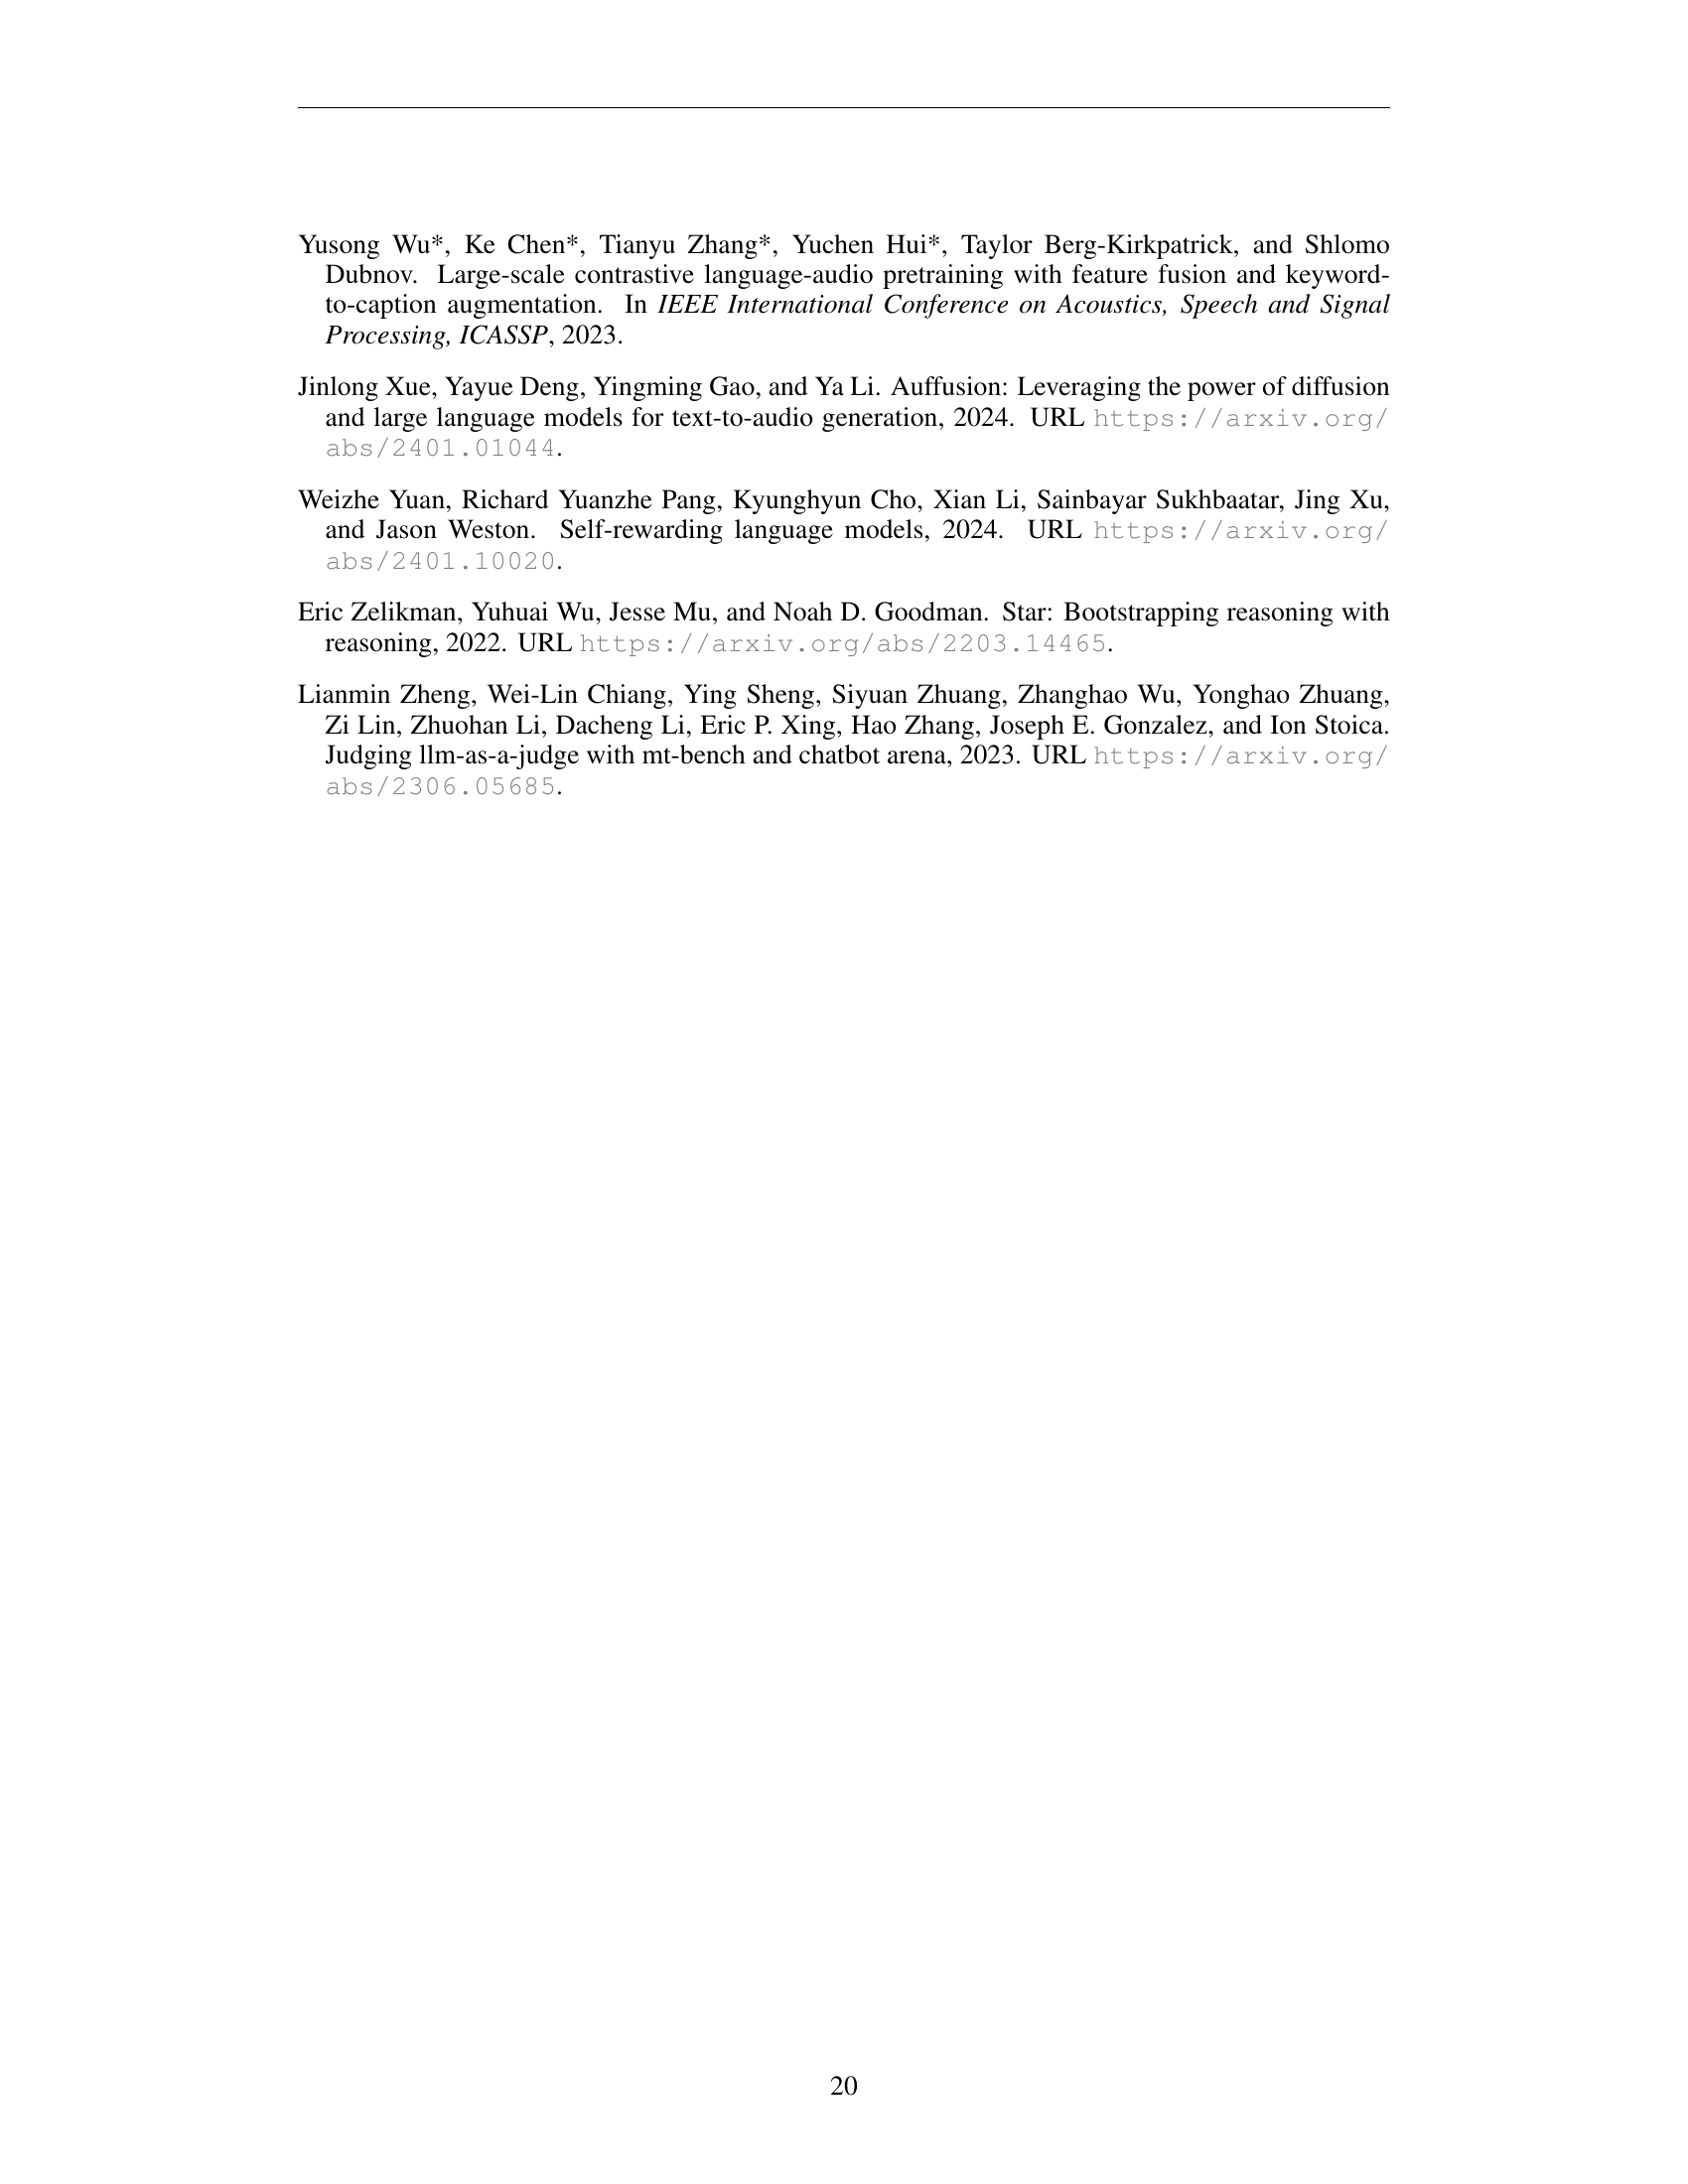 Yusong Wu*, Ke Chen*, Tianyu Zhang*, Yuchen Hui*, Taylor Berg-Kirkpatrick, and Shlomo
Dubnov. Large-scale contrastive language-audio pretraining with feature fusion and keyword-
to-caption augmentation. In IEEE International Conference on Acoustics, Speech and Signal
Processing, ICASSP, 2023.
Jinlong Xue, Yayue Deng, Yingming Gao, and Ya Li. Auffusion: Leveraging the power of diffusion
and large language models for text-to-audio generation, 2024. URL https://arxiv.org/
abs/2401.01044.
Weizhe Yuan, Richard Yuanzhe Pang, Kyunghyun Cho, Xian Li, Sainbayar Sukhbaatar, Jing Xu,
and Jason Weston. Self-rewarding language models, 2024. URL https://arxiv.org/
abs/2401.10020.
Eric Zelikman, Yuhuai Wu, Jesse Mu, and Noah D. Goodman. Star: Bootstrapping reasoning with
reasoning, 2022. URL https://arxiv.org/abs/2203.14465.
Lianmin Zheng, Wei-Lin Chiang, Ying Sheng, Siyuan Zhuang, Zhanghao Wu, Yonghao Zhuang,
Zi Lin, Zhuohan Li, Dacheng Li, Eric P. Xing, Hao Zhang, Joseph E. Gonzalez, and Ion Stoica.
Judging llm-as-a-judge with mt-bench and chatbot arena, 2023. URL https://arxiv.org/
abs/2306.05685.
20